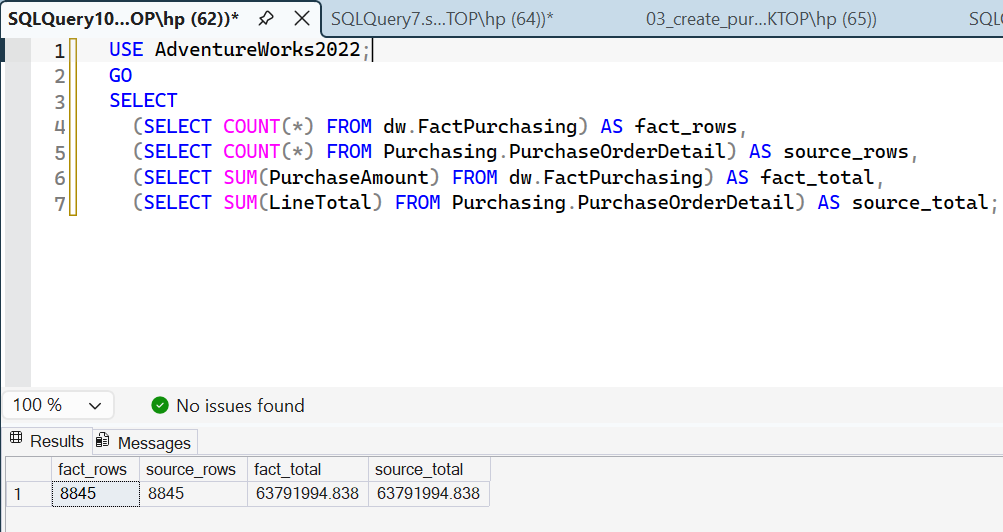 SQLQuery10...OP\hp (62))* SQLQuery7.s...TOP\hp (64))* 03_create_pur...KTOP\hp (65)) SQL
1 USE AdventureWorks2022;
2 GO
3 SELECT
4 (SELECT COUNT(*) FROM dw.FactPurchasing) AS fact_rows,
5 (SELECT COUNT(*) FROM Purchasing.PurchaseOrderDetail) AS source_rows,
6 (SELECT SUM(PurchaseAmount) FROM dw.FactPurchasing) AS fact_total,
7 (SELECT SUM(LineTotal) FROM Purchasing.PurchaseOrderDetail) AS source_total;
100 % No issues found
Results Messages
fact_rows source_rows fact_total source_total
1 8845 8845 63791994.838 63791994.838